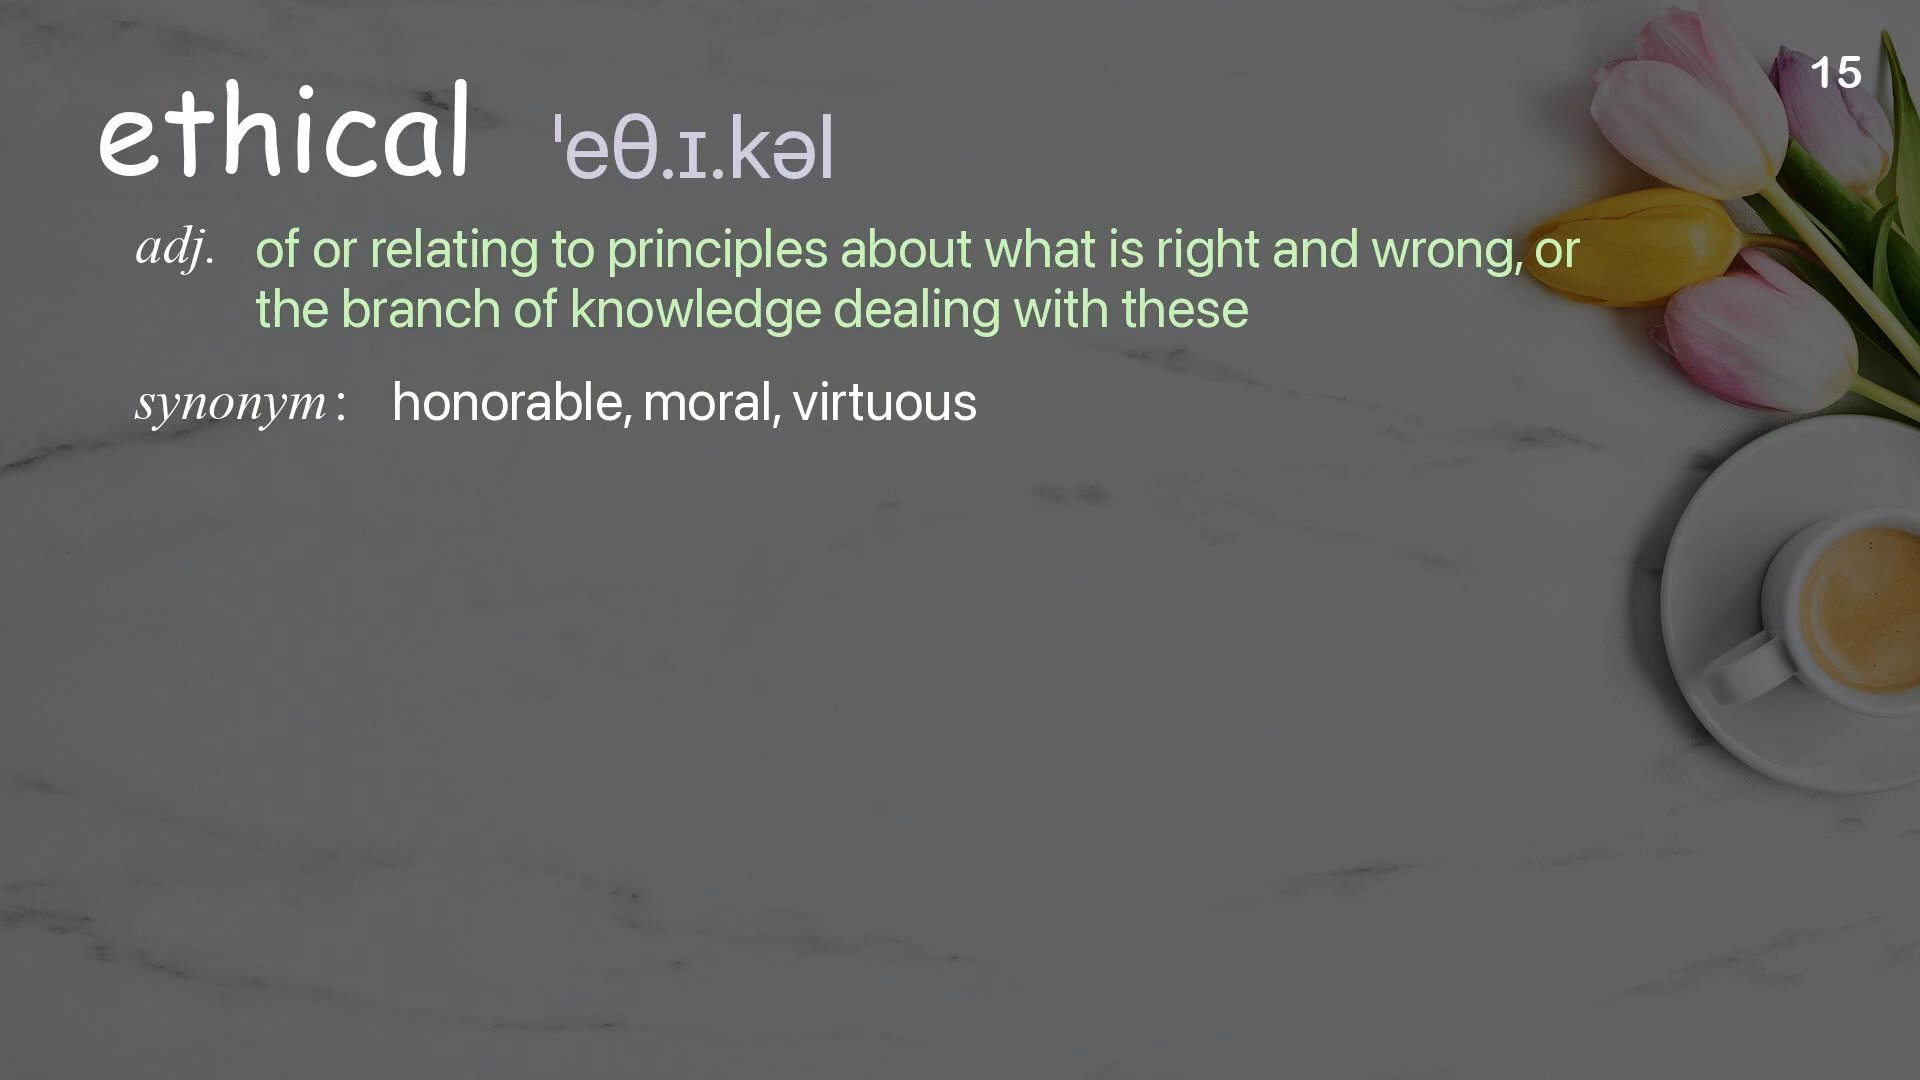 15
ethical ˈeθ.ɪ.kəl
adj. of or relating to principles about what is right and wrong, or
the branch of knowledge dealing with these
synonym: honorable, moral, virtuous